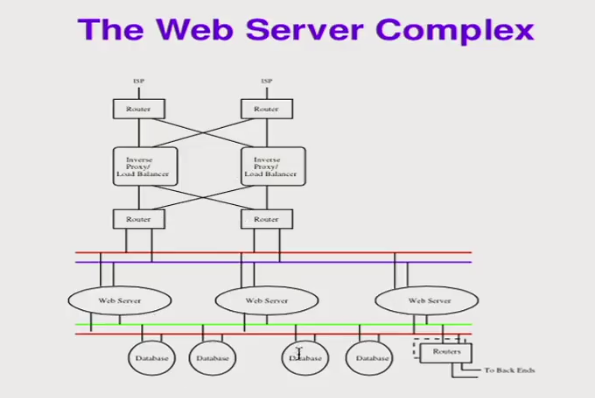 The Web Server Complex
ISP ISP
Router Router
Inverse Inverse
Proxy/ Proxy/
Load Balancer Load Balancer
Router Router
Web Server Web Server Web Server
Database Database Database Database Routers
To Back Ends